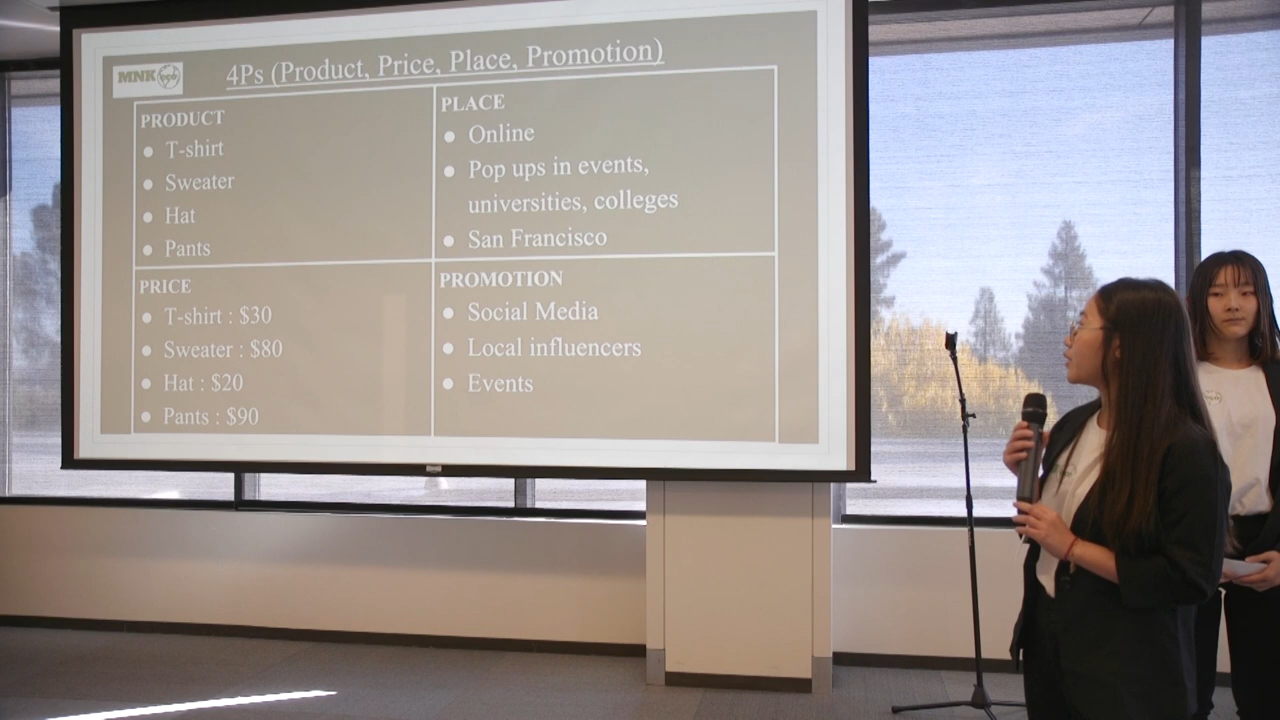 MNK
4Ps (Product, Price, Place, Promotion)
PRODUCT
● T-shirt
● Sweater
● Hat
● Pants
PLACE
● Online
● Pop ups in events,
universities, colleges
● San Francisco
PRICE
● T-shirt : $30
● Sweater : $80
● Hat : $20
● Pants : $90
PROMOTION
● Social Media
● Local influencers
● Events